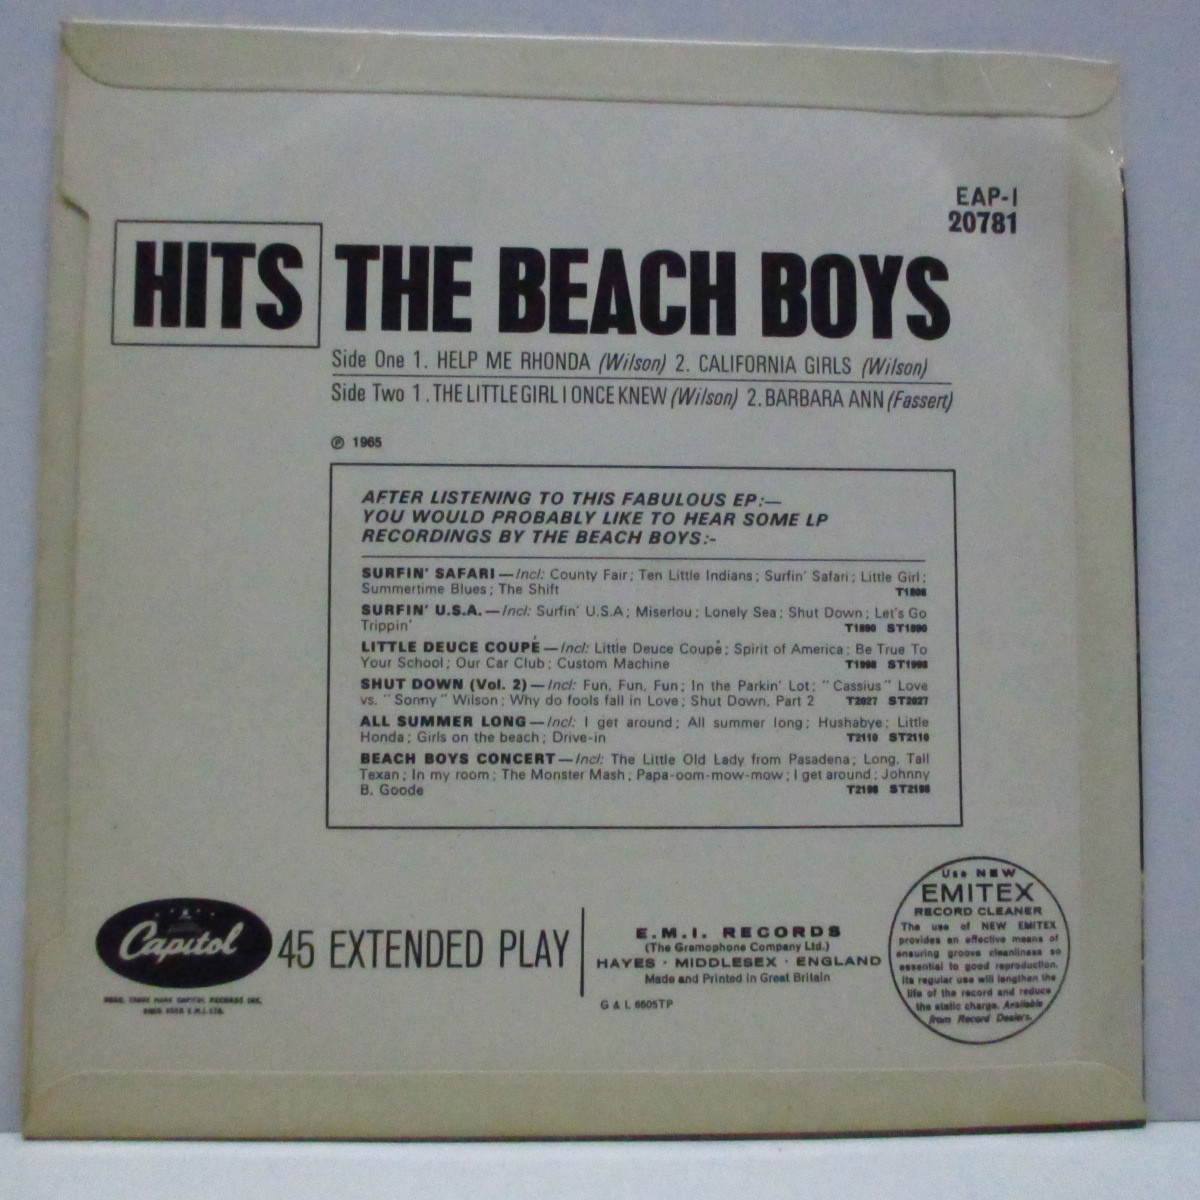 EAP-1
20781
HITS THE BEACH BOYS
Side One 1. HELP ME RHONDA (Wilson) 2. CALIFORNIA GIRLS (Wilson)
Side Two 1. THE LITTLE GIRL I ONCE KNEW (Wilson) 2. BARBARA ANN (Fassert)
℗ 1965
AFTER LISTENING TO THIS FABULOUS EP:—
YOU WOULD PROBABLY LIKE TO HEAR SOME LP
RECORDINGS BY THE BEACH BOYS:-
SURFIN' SAFARI—Incl: County Fair; Ten Little Indians; Surfin' Safari; Little Girl;
Summertime Blues; The Shift T1808
SURFIN' U.S.A.—Incl: Surfin' U.S.A; Miserlou; Lonely Sea; Shut Down; Let's Go
Trippin' T1890 ST1890
LITTLE DEUCE COUPÉ—Incl: Little Deuce Coupé; Spirit of America; Be True To
Your School; Our Car Club; Custom Machine T1998 ST1998
SHUT DOWN (Vol. 2)—Incl: Fun, Fun, Fun; In the Parkin' Lot; "Cassius" Love
vs. "Sonny" Wilson; Why do fools fall in Love; Shut Down, Part 2 T2027 ST2027
ALL SUMMER LONG—Incl: I get around; All summer long; Hushabye; Little
Honda; Girls on the beach; Drive-in T2110 ST2110
BEACH BOYS CONCERT—Incl: The Little Old Lady from Pasadena; Long, Tall
Texan; In my room; The Monster Mash; Papa-oom-mow-mow; I get around; Johnny
B. Goode T2198 ST2198
Capitol
REGD. TRADE MARK CAPITOL RECORDS INC.
REGD. USER E.M.I. LTD.
45 EXTENDED PLAY
E.M.I. RECORDS
(The Gramophone Company Ltd.)
HAYES · MIDDLESEX · ENGLAND
Made and Printed in Great Britain
G & L 6605TP
Use NEW
EMITEX
RECORD CLEANER
The use of NEW EMITEX
provides an effective means of
ensuring groove cleanliness so
essential to good reproduction.
Its regular use will lengthen the
life of the record and reduce
the static charge. Available
from Record Dealers.